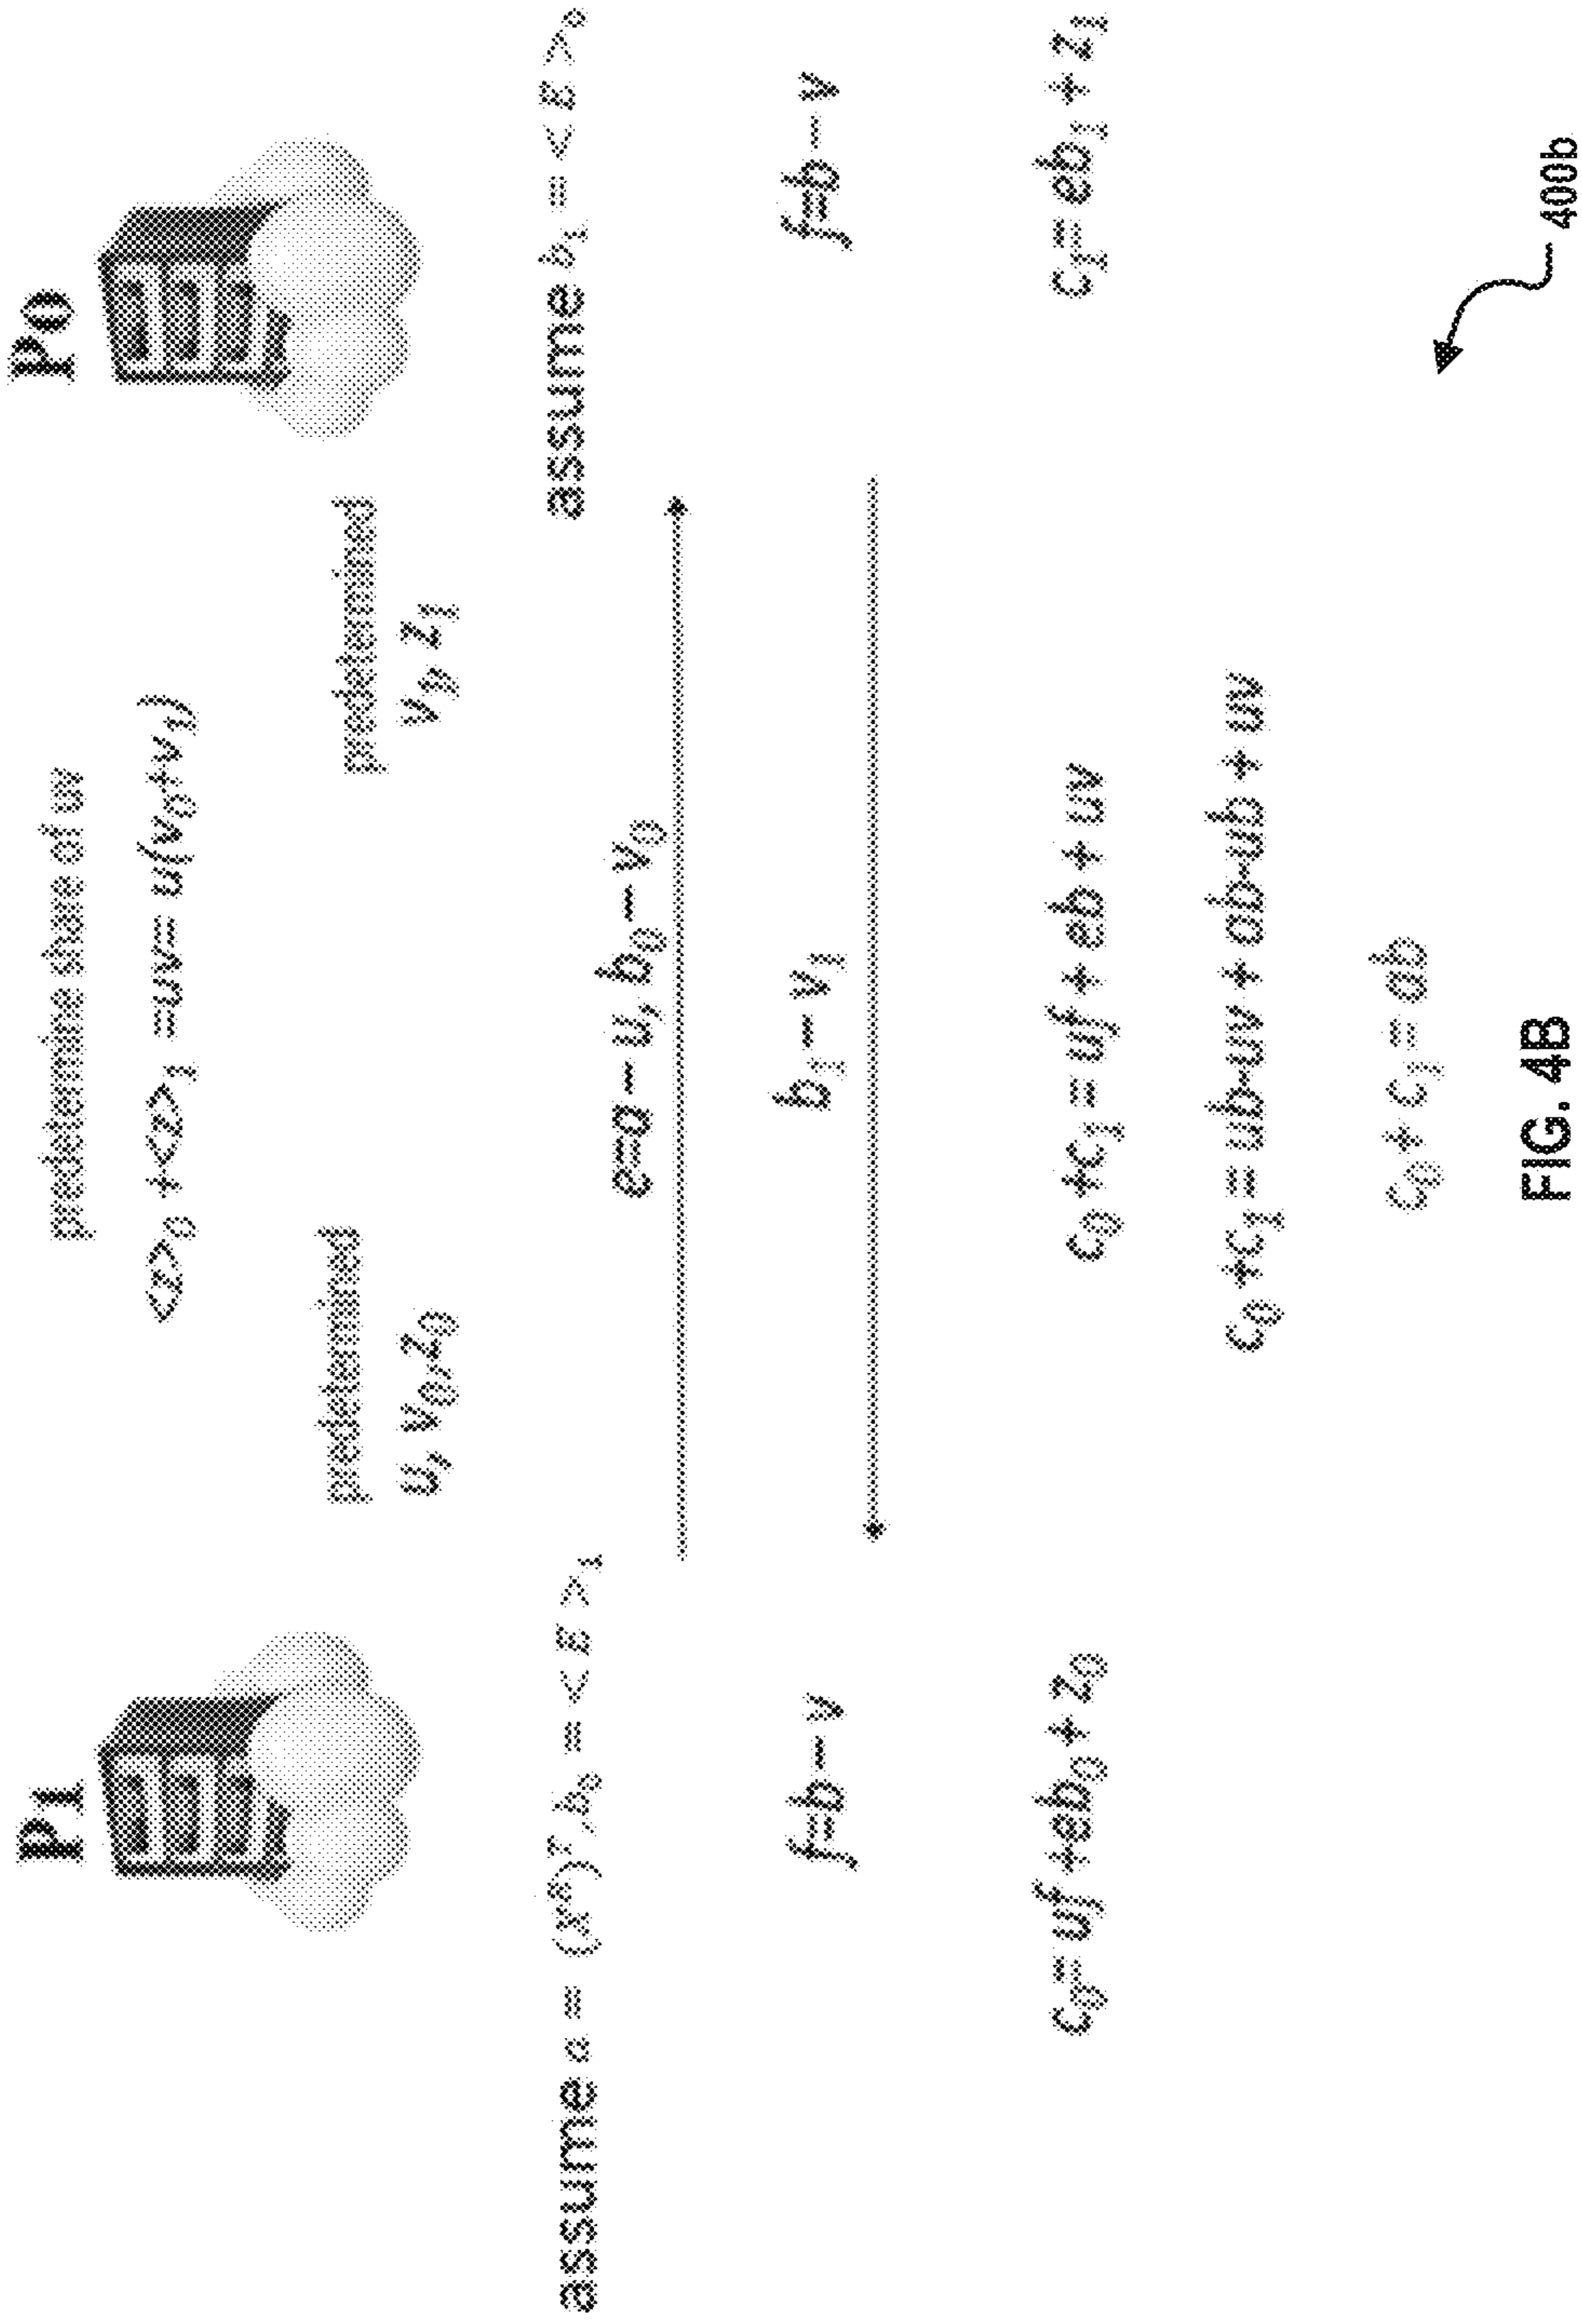 P1
P0
predetermine share of uv
<z>₀ +<z>₁ =uv= u(v₀+v₁)
predetermined
u, v₀,z₀
predetermined
v₁, z₁
assume a = (x^B)^T, b₀ = < E >^1
assume b₁ = < E >^0
e=a − u, b₀ − v₀
f=b − v
b₁ − v₁
f=b − v
c₀= uf +eb₀ + z₀
c₀ +c₁ = uf + eb + uv
c₁= eb₁ + z₁
c₀ +c₁ = ub-uv + ab-ub + uv
c₀ + c₁ = ab
FIG. 4B
400b